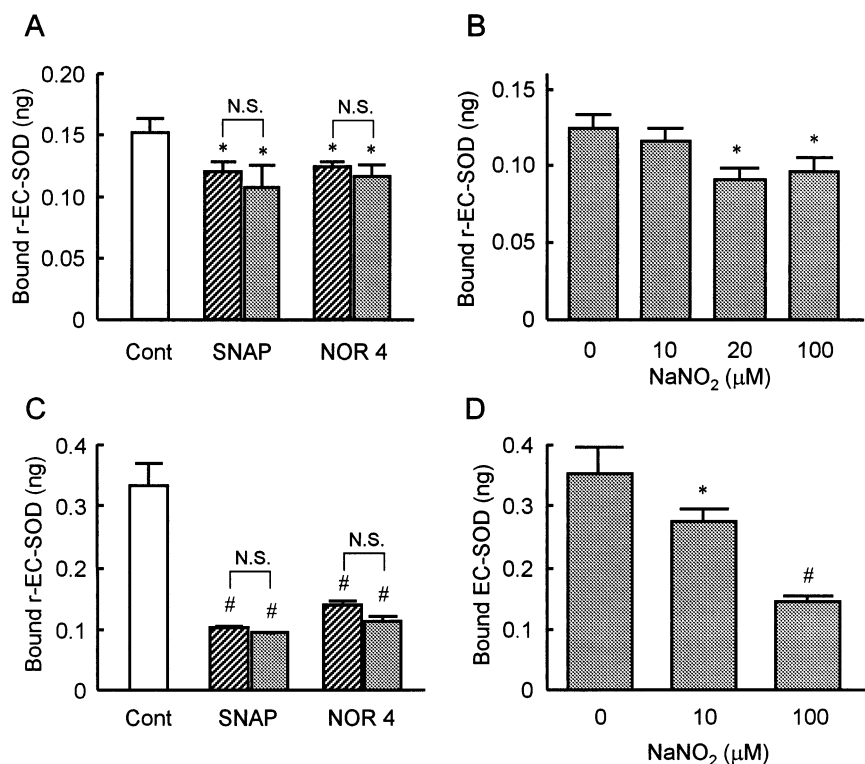 A
Bound r-EC-SOD (ng)
0.20
0.15
0.10
0.05
0
N.S.
N.S.
*
*
*
*
Cont
SNAP
NOR 4
B
Bound r-EC-SOD (ng)
0.15
0.10
0.05
0
*
*
0
10
20
100
NaNO₂ (μM)
C
Bound r-EC-SOD (ng)
0.4
0.3
0.2
0.1
0
N.S.
N.S.
#
#
#
#
Cont
SNAP
NOR 4
D
Bound EC-SOD (ng)
0.4
0.3
0.2
0.1
0
*
#
0
10
100
NaNO₂ (μM)